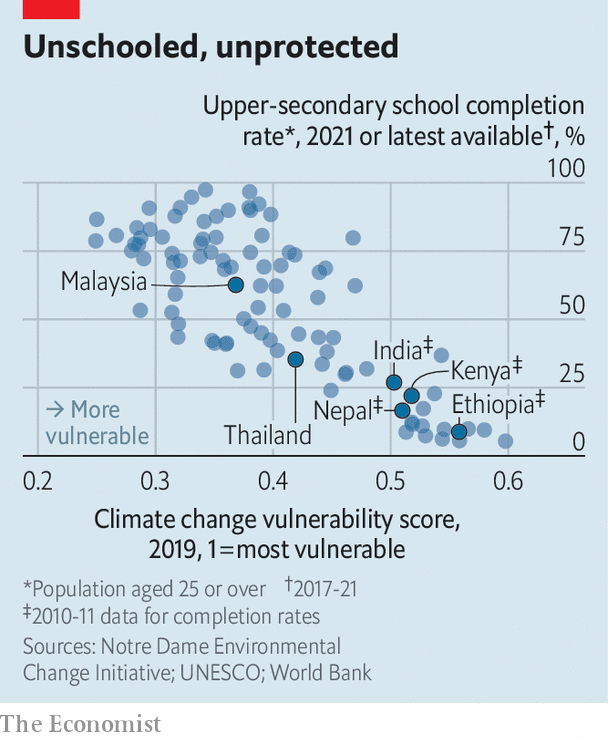 Unschooled, unprotected
Upper-secondary school completion
rate*, 2021 or latest available†, %
100
75
Malaysia
50
India‡
Kenya‡
25
→ More
vulnerable
Nepal‡
Ethiopia‡
Thailand
0
0.2 0.3 0.4 0.5 0.6
Climate change vulnerability score,
2019, 1=most vulnerable
*Population aged 25 or over †2017-21
‡2010-11 data for completion rates
Sources: Notre Dame Environmental
Change Initiative; UNESCO; World Bank
The Economist